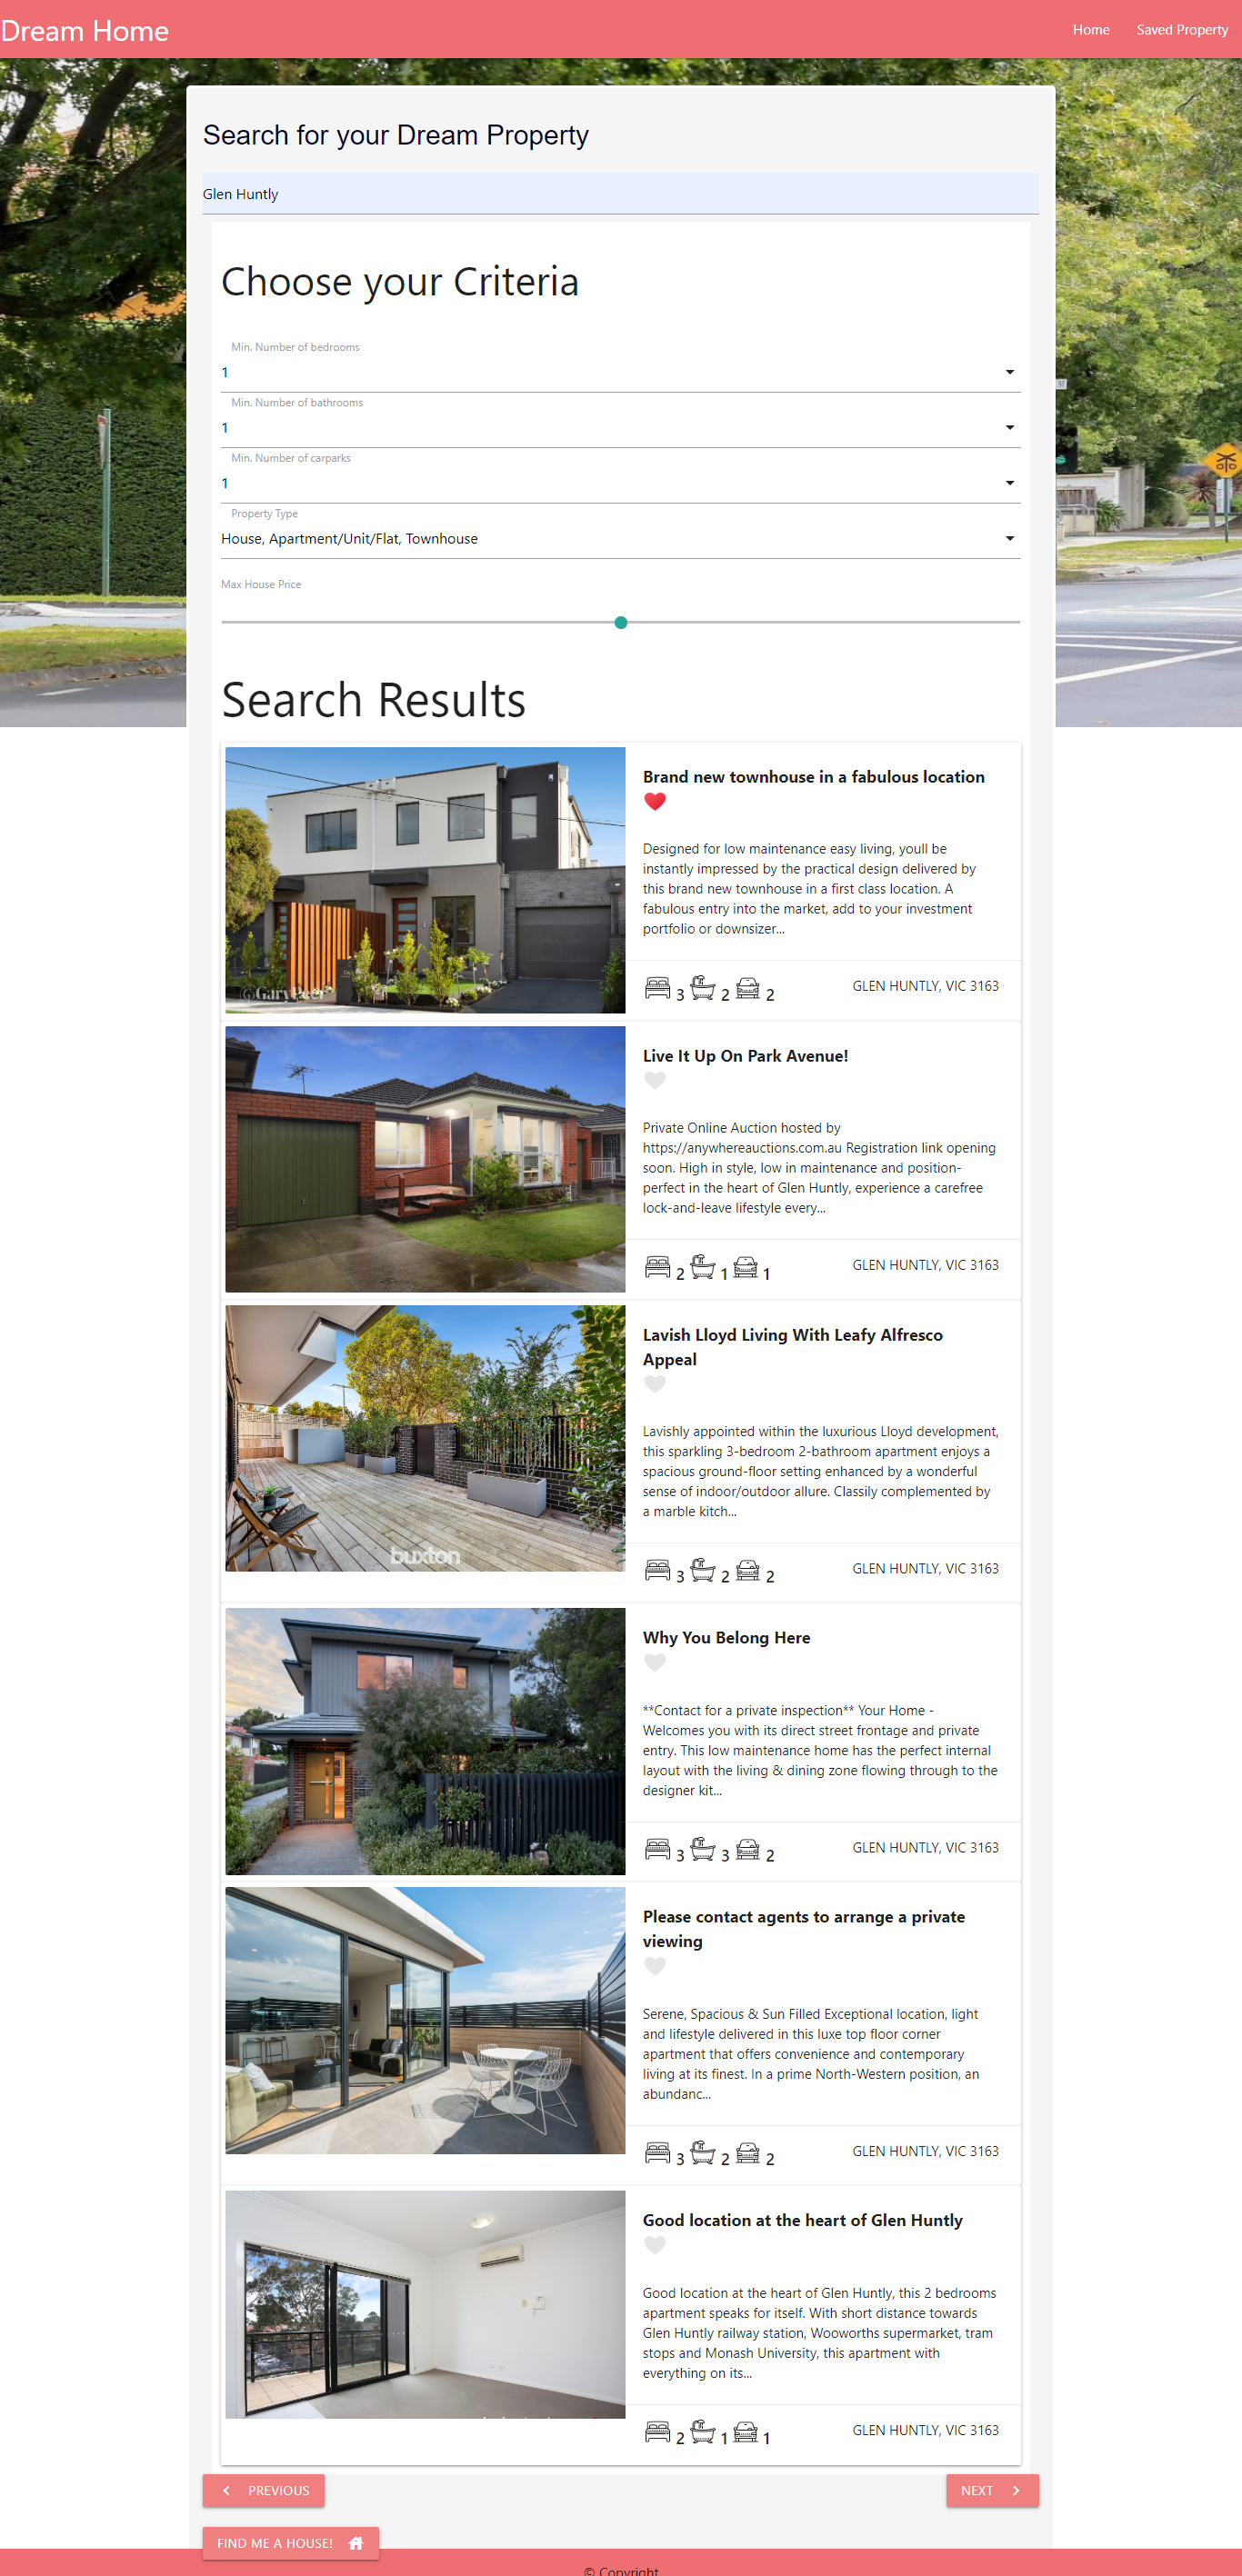 Dream Home
Home
Saved Property
Search for your Dream Property
Glen Huntly
Choose your Criteria
Min. Number of bedrooms
1
Min. Number of bathrooms
1
Min. Number of carparks
1
Property Type
House, Apartment/Unit/Flat, Townhouse
Max House Price
Search Results
Brand new townhouse in a fabulous location
Designed for low maintenance easy living, youll be
instantly impressed by the practical design delivered by
this brand new townhouse in a first class location. A
fabulous entry into the market, add to your investment
portfolio or downsizer...
GaryPeer
3 2 2
GLEN HUNTLY, VIC 3163
Live It Up On Park Avenue!
Private Online Auction hosted by
https://anywhereauctions.com.au Registration link opening
soon. High in style, low in maintenance and position-
perfect in the heart of Glen Huntly, experience a carefree
lock-and-leave lifestyle every...
2 1 1
GLEN HUNTLY, VIC 3163
Lavish Lloyd Living With Leafy Alfresco
Appeal
Lavishly appointed within the luxurious Lloyd development,
this sparkling 3-bedroom 2-bathroom apartment enjoys a
spacious ground-floor setting enhanced by a wonderful
sense of indoor/outdoor allure. Classily complemented by
a marble kitch...
buxton
3 2 2
GLEN HUNTLY, VIC 3163
Why You Belong Here
**Contact for a private inspection** Your Home -
Welcomes you with its direct street frontage and private
entry. This low maintenance home has the perfect internal
layout with the living & dining zone flowing through to the
designer kit...
3 3 2
GLEN HUNTLY, VIC 3163
Please contact agents to arrange a private
viewing
Serene, Spacious & Sun Filled Exceptional location, light
and lifestyle delivered in this luxe top floor corner
apartment that offers convenience and contemporary
living at its finest. In a prime North-Western position, an
abundanc...
3 2 2
GLEN HUNTLY, VIC 3163
Good location at the heart of Glen Huntly
Good location at the heart of Glen Huntly, this 2 bedrooms
apartment speaks for itself. With short distance towards
Glen Huntly railway station, Wooworths supermarket, tram
stops and Monash University, this apartment with
everything on its...
2 1 1
GLEN HUNTLY, VIC 3163
PREVIOUS
NEXT
FIND ME A HOUSE!
© Copyright